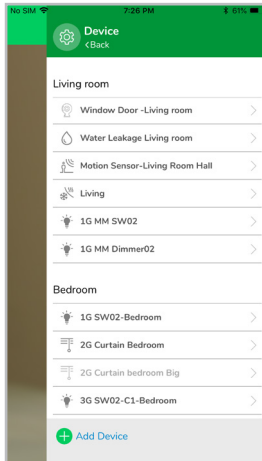 No SIM 7:26 PM 61%
Device
<Back
Living room
Window Door -Living room
Water Leakage Living room
Motion Sensor-Living Room Hall
Living
1G MM SW02
1G MM Dimmer02
Bedroom
1G SW02-Bedroom
2G Curtain Bedroom
2G Curtain bedroom Big
3G SW02-C1-Bedroom
Add Device